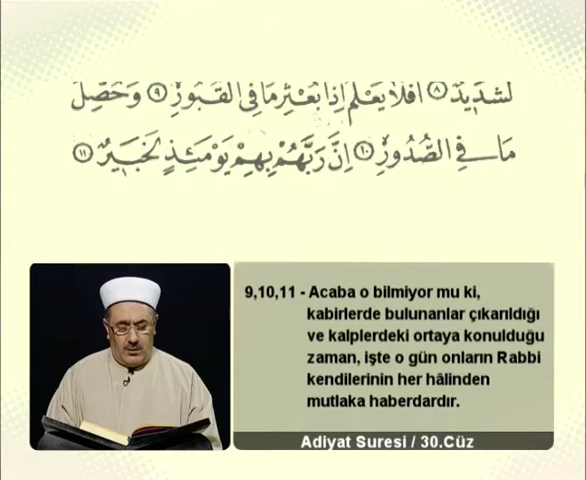 لَشَدِيدٌ ٨ اَفَلَا يَعْلَمُ اِذَا بُعْثِرَ مَا فِي الْقُبُورِ ٩ وَحُصِّلَ
مَا فِي الصُّدُورِ ١٠ اِنَّ رَبَّهُمْ بِهِمْ يَوْمَئِذٍ لَخَبِيرٌ ١١
9,10,11 - Acaba o bilmiyor mu ki,
kabirlerde bulunanlar çıkarıldığı
ve kalplerdeki ortaya konulduğu
zaman, işte o gün onların Rabbi
kendilerinin her hâlinden
mutlaka haberdardır.
Adiyat Suresi / 30.Cüz